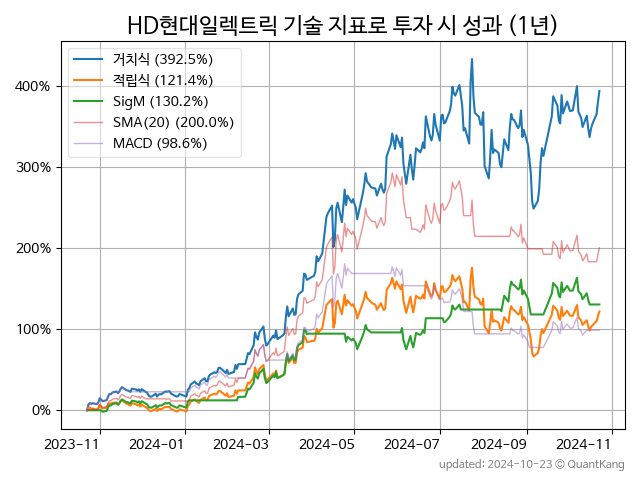 HD현대일렉트릭 기술 지표로 투자 시 성과 (1년)
거치식 (392.5%)
적립식 (121.4%)
SigM (130.2%)
SMA(20) (200.0%)
MACD (98.6%)
400%
300%
200%
100%
0%
2023-11 2024-01 2024-03 2024-05 2024-07 2024-09 2024-11
updated: 2024-10-23 © QuantKang